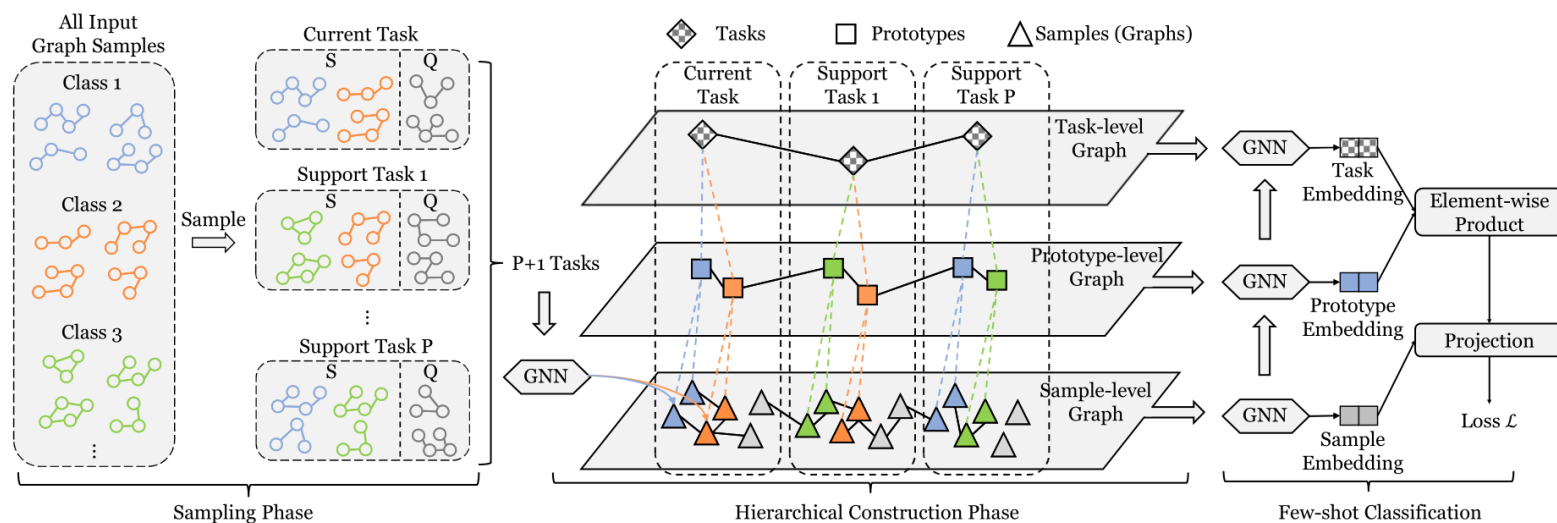 All Input
Graph Samples
Class 1
Class 2
Class 3
...
Sample
Current Task
S
Q
Support Task 1
S
Q
...
Support Task P
S
Q
Sampling Phase
P+1 Tasks
GNN
Tasks
Prototypes
Samples (Graphs)
Current
Task
Support
Task 1
Support
Task P
Task-level
Graph
Prototype-level
Graph
Sample-level
Graph
Hierarchical Construction Phase
GNN
Task
Embedding
GNN
Prototype
Embedding
GNN
Sample
Embedding
Element-wise
Product
Projection
Loss ℒ
Few-shot Classification